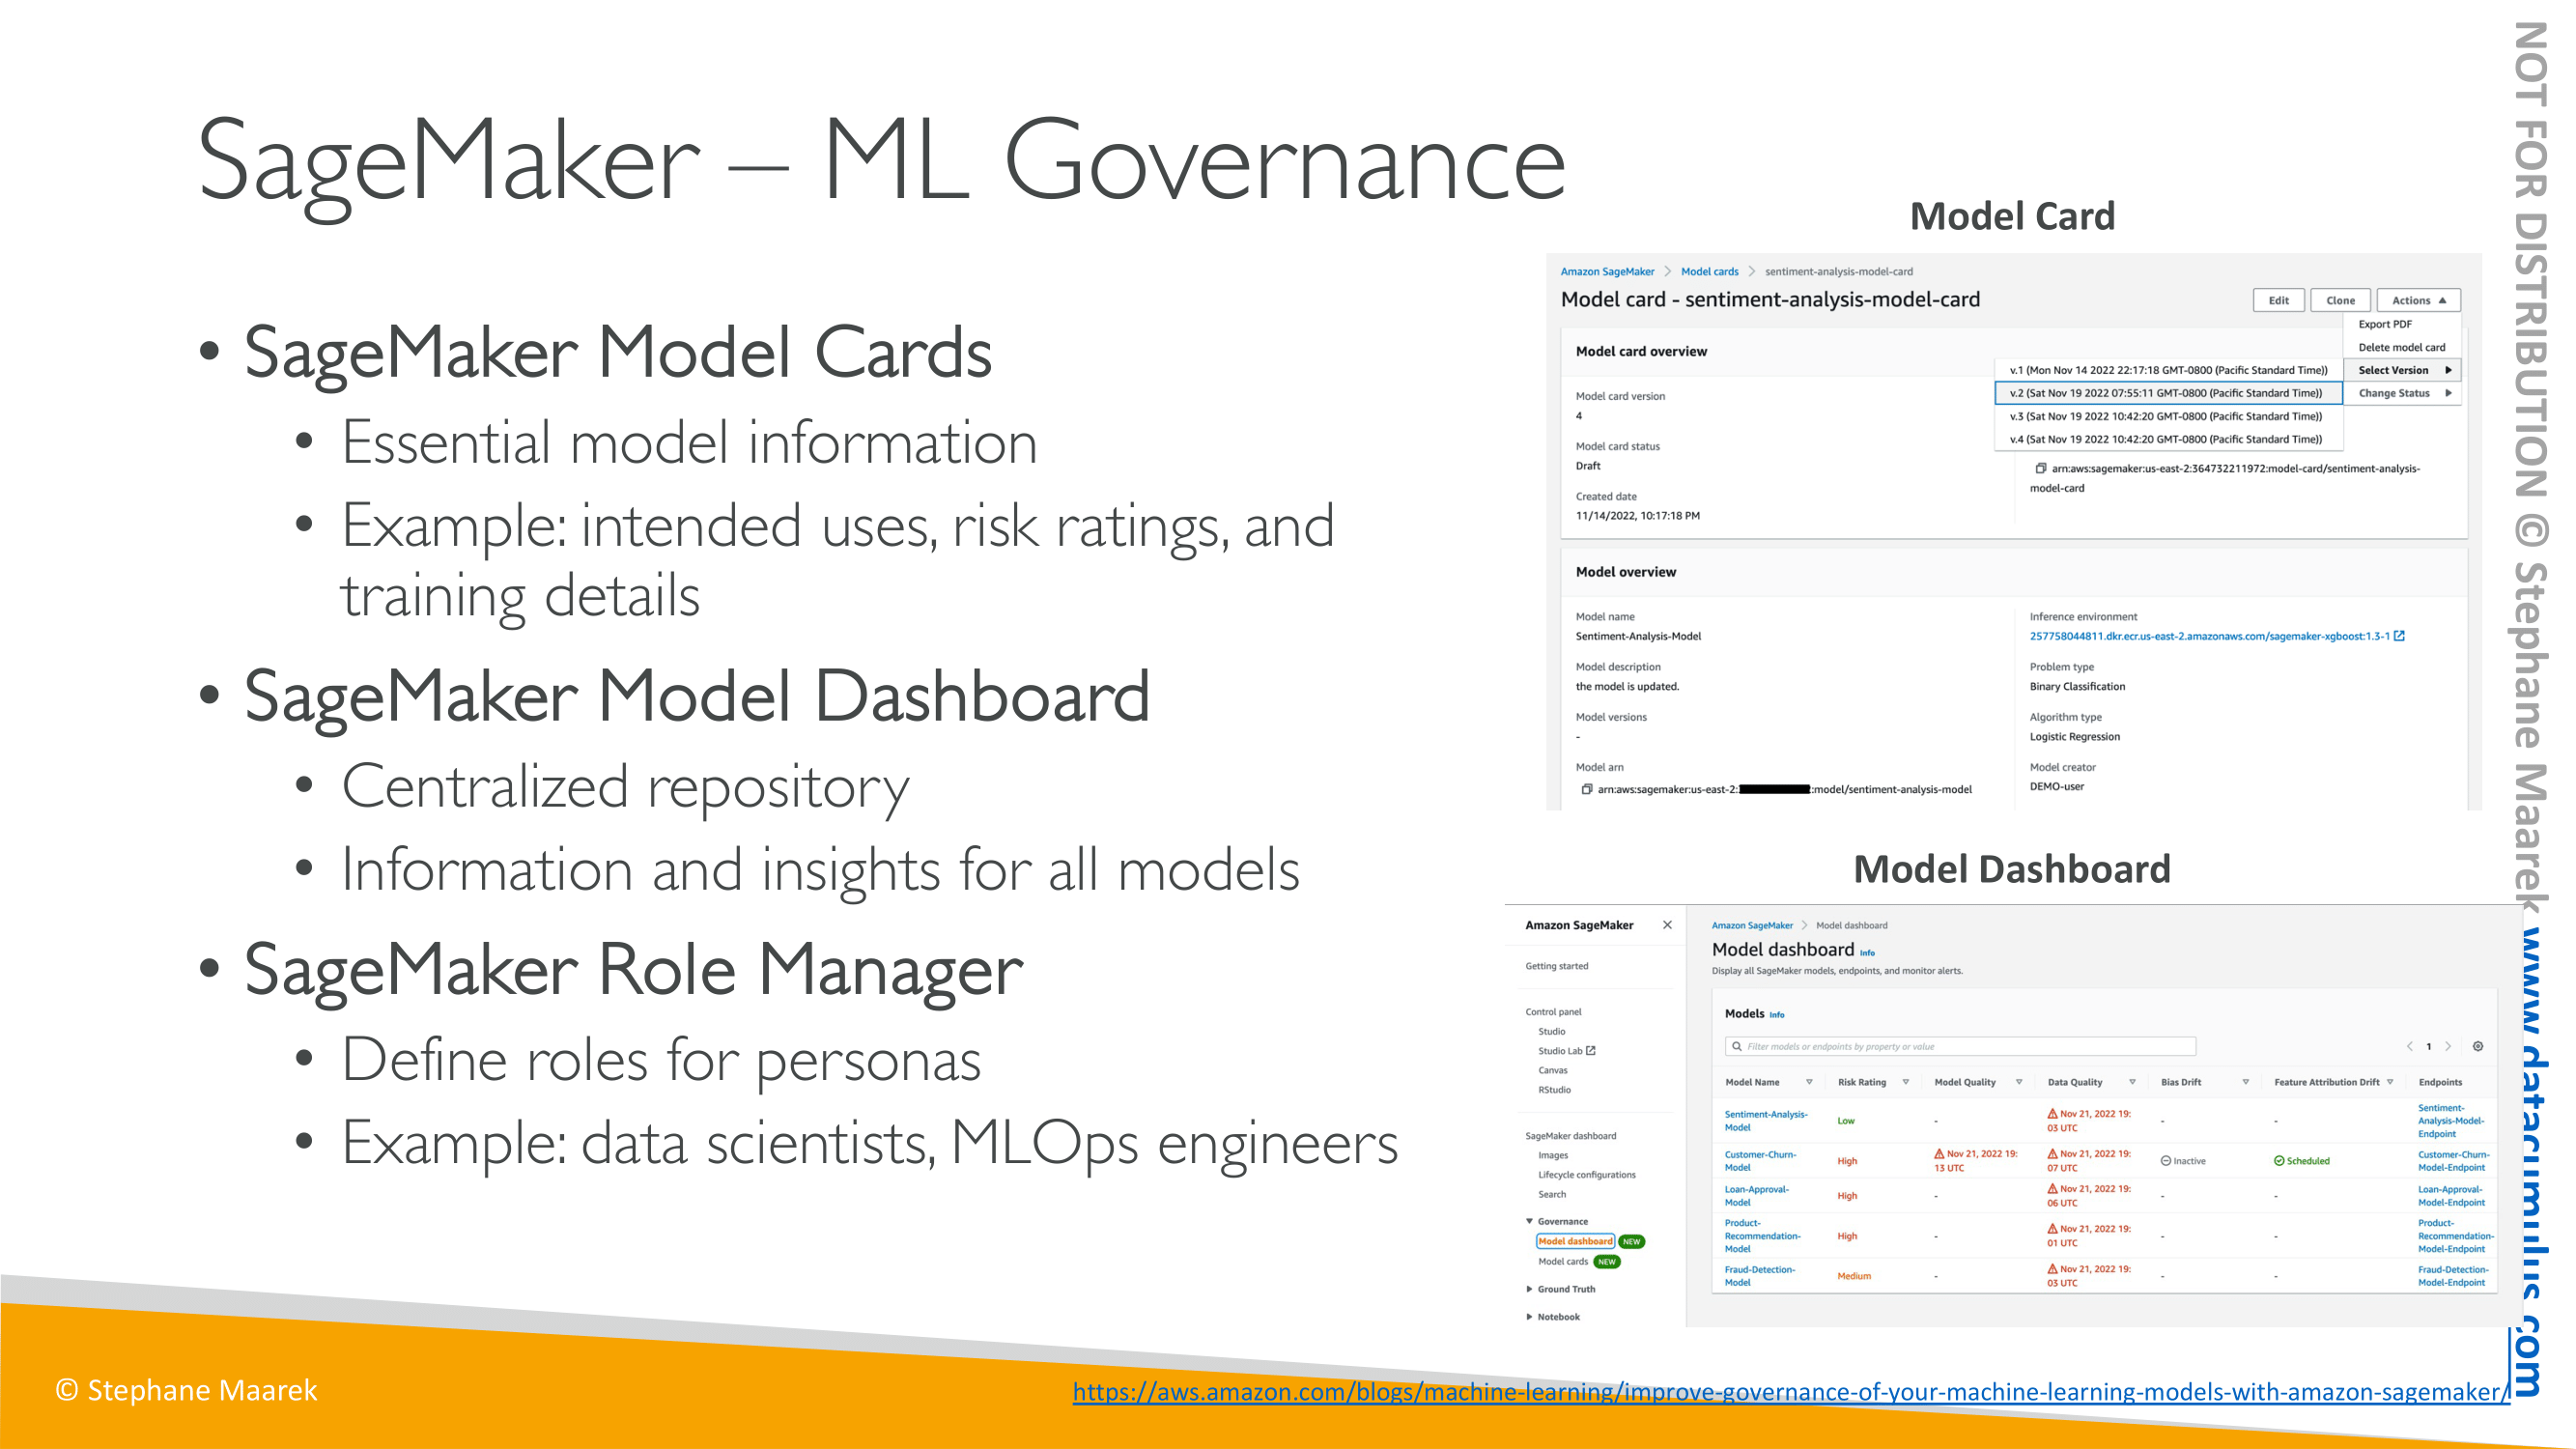 SageMaker – ML Governance
• SageMaker Model Cards
• Essential model information
• Example: intended uses, risk ratings, and
training details
• SageMaker Model Dashboard
• Centralized repository
• Information and insights for all models
• SageMaker Role Manager
• Define roles for personas
• Example: data scientists, MLOps engineers
Model Card
Amazon SageMaker > Model cards > sentiment-analysis-model-card
Model card - sentiment-analysis-model-card
Edit Clone Actions
Export PDF
Delete model card
Select Version
Change Status
v.1 (Mon Nov 14 2022 22:17:18 GMT-0800 (Pacific Standard Time))
v.2 (Sat Nov 19 2022 07:55:11 GMT-0800 (Pacific Standard Time))
v.3 (Sat Nov 19 2022 10:42:20 GMT-0800 (Pacific Standard Time))
v.4 (Sat Nov 19 2022 10:42:20 GMT-0800 (Pacific Standard Time))
Model card overview
Model card version
4
Model card status
Draft
Created date
11/14/2022, 10:17:18 PM
arn:aws:sagemaker:us-east-2:364732211972:model-card/sentiment-analysis-
model-card
Model overview
Model name
Sentiment-Analysis-Model
Model description
the model is updated.
Model versions
-
Model arn
arn:aws:sagemaker:us-east-2: :model/sentiment-analysis-model
Inference environment
257758044811.dkr.ecr.us-east-2.amazonaws.com/sagemaker-xgboost:1.3-1
Problem type
Binary Classification
Algorithm type
Logistic Regression
Model creator
DEMO-user
Model Dashboard
Amazon SageMaker ×
Getting started
Control panel
Studio
Studio Lab
Canvas
RStudio
SageMaker dashboard
Images
Lifecycle configurations
Search
Governance
Model dashboard NEW
Model cards NEW
Ground Truth
Notebook
Amazon SageMaker > Model dashboard
Model dashboard Info
Display all SageMaker models, endpoints, and monitor alerts.
Models Info
Filter models or endpoints by property or value
< 1 >
Model Name Risk Rating Model Quality Data Quality Bias Drift Feature Attribution Drift Endpoints
Sentiment-Analysis-
Model
Low
-
Nov 21, 2022 19:
03 UTC
-
-
Sentiment-
Analysis-Model-
Endpoint
Customer-Churn-
Model
High
Nov 21, 2022 19:
13 UTC
Nov 21, 2022 19:
07 UTC
Inactive
Scheduled
Customer-Churn-
Model-Endpoint
Loan-Approval-
Model
High
-
Nov 21, 2022 19:
06 UTC
-
-
Loan-Approval-
Model-Endpoint
Product-
Recommendation-
Model
High
-
Nov 21, 2022 19:
01 UTC
-
-
Product-
Recommendation-
Model-Endpoint
Fraud-Detection-
Model
Medium
-
Nov 21, 2022 19:
03 UTC
-
-
Fraud-Detection-
Model-Endpoint
© Stephane Maarek
https://aws.amazon.com/blogs/machine-learning/improve-governance-of-your-machine-learning-models-with-amazon-sagemaker/
NOT FOR DISTRIBUTION © Stephane Maarek www.datacumulus.com